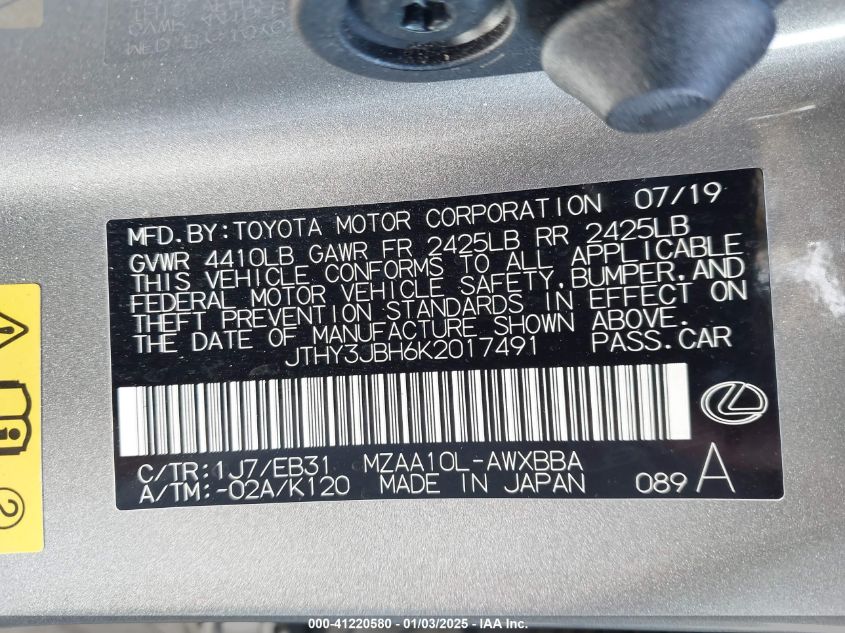 MFD.BY:TOYOTA MOTOR CORPORATION 07/19
GVWR 4410LB GAWR FR 2425LB RR 2425LB
THIS VEHICLE CONFORMS TO ALL APPLICABLE
FEDERAL MOTOR VEHICLE SAFETY,BUMPER,AND
THEFT PREVENTION STANDARDS IN EFFECT ON
THE DATE OF MANUFACTURE SHOWN ABOVE.
JTHY3JBH6K2017491 PASS.CAR
C/TR:1J7/EB31 MZAA10L-AWXBBA
A/TM:-02A/K120 MADE IN JAPAN 089 A
2
000-41220580 - 01/03/2025 - IAA Inc.